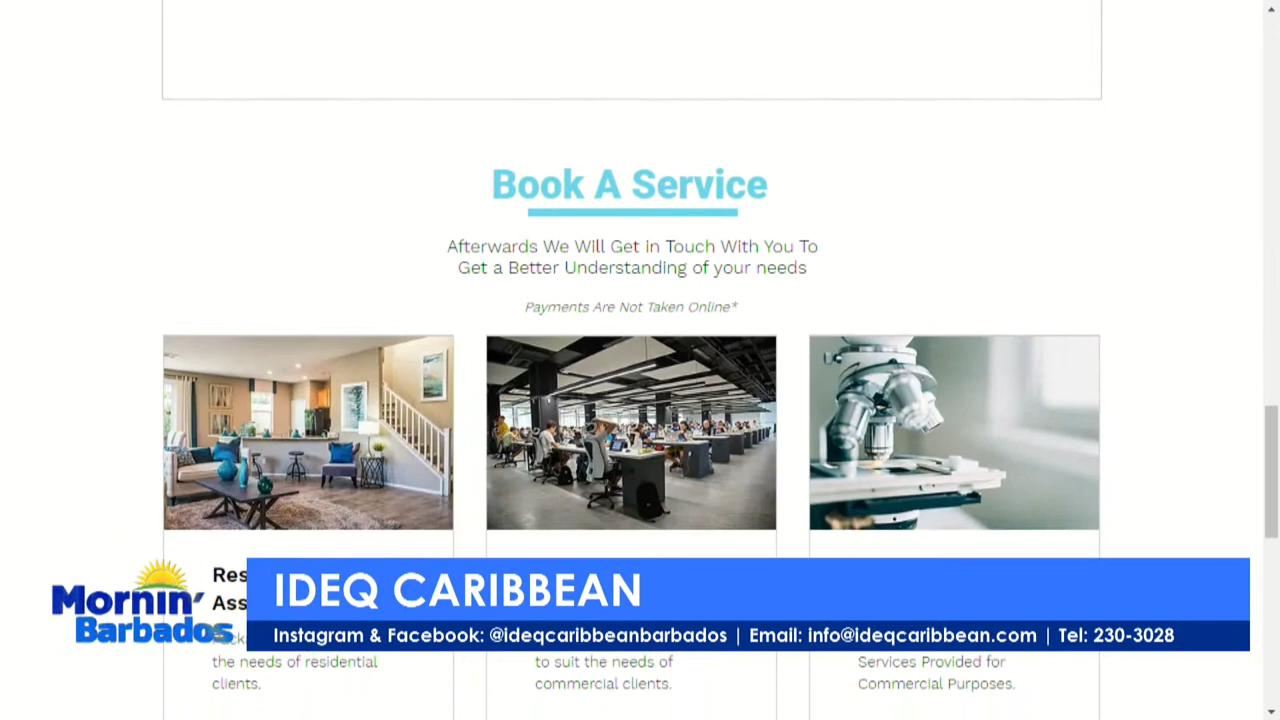 Book A Service
Afterwards We Will Get in Touch With You To
Get a Better Understanding of your needs
Payments Are Not Taken Online*
Mornin'
Barbados
IDEQ CARIBBEAN
Instagram & Facebook: @ideqcaribbeanbarbados | Email: info@ideqcaribbean.com | Tel: 230-3028
the needs of residential
clients.
to suit the needs of
commercial clients.
Services Provided for
Commercial Purposes.